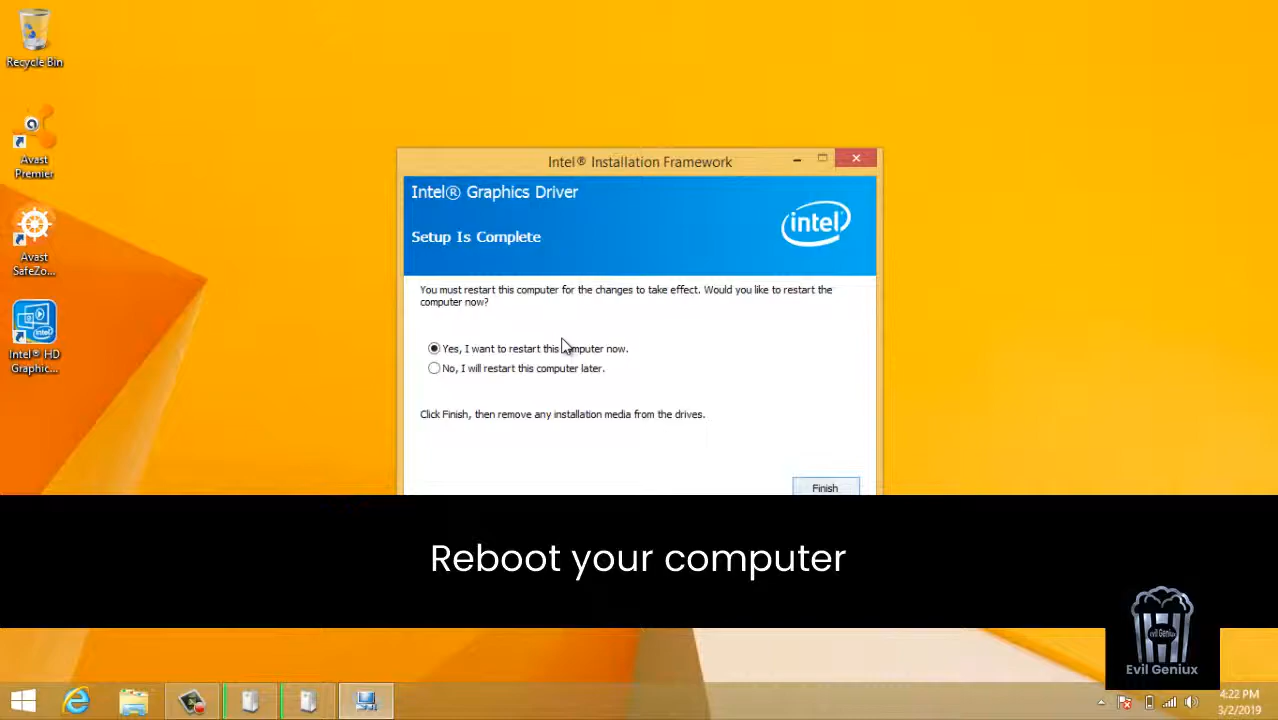 Recycle Bin
Avast
Premier
Avast
SafeZo...
Intel® HD
Graphic...
Intel® Installation Framework
Intel® Graphics Driver
Setup Is Complete
intel
You must restart this computer for the changes to take effect. Would you like to restart the
computer now?
Yes, I want to restart this computer now.
No, I will restart this computer later.
Click Finish, then remove any installation media from the drives.
Finish
Reboot your computer
Evil Geniux
Evil Geniux
4:22 PM
3/2/2019